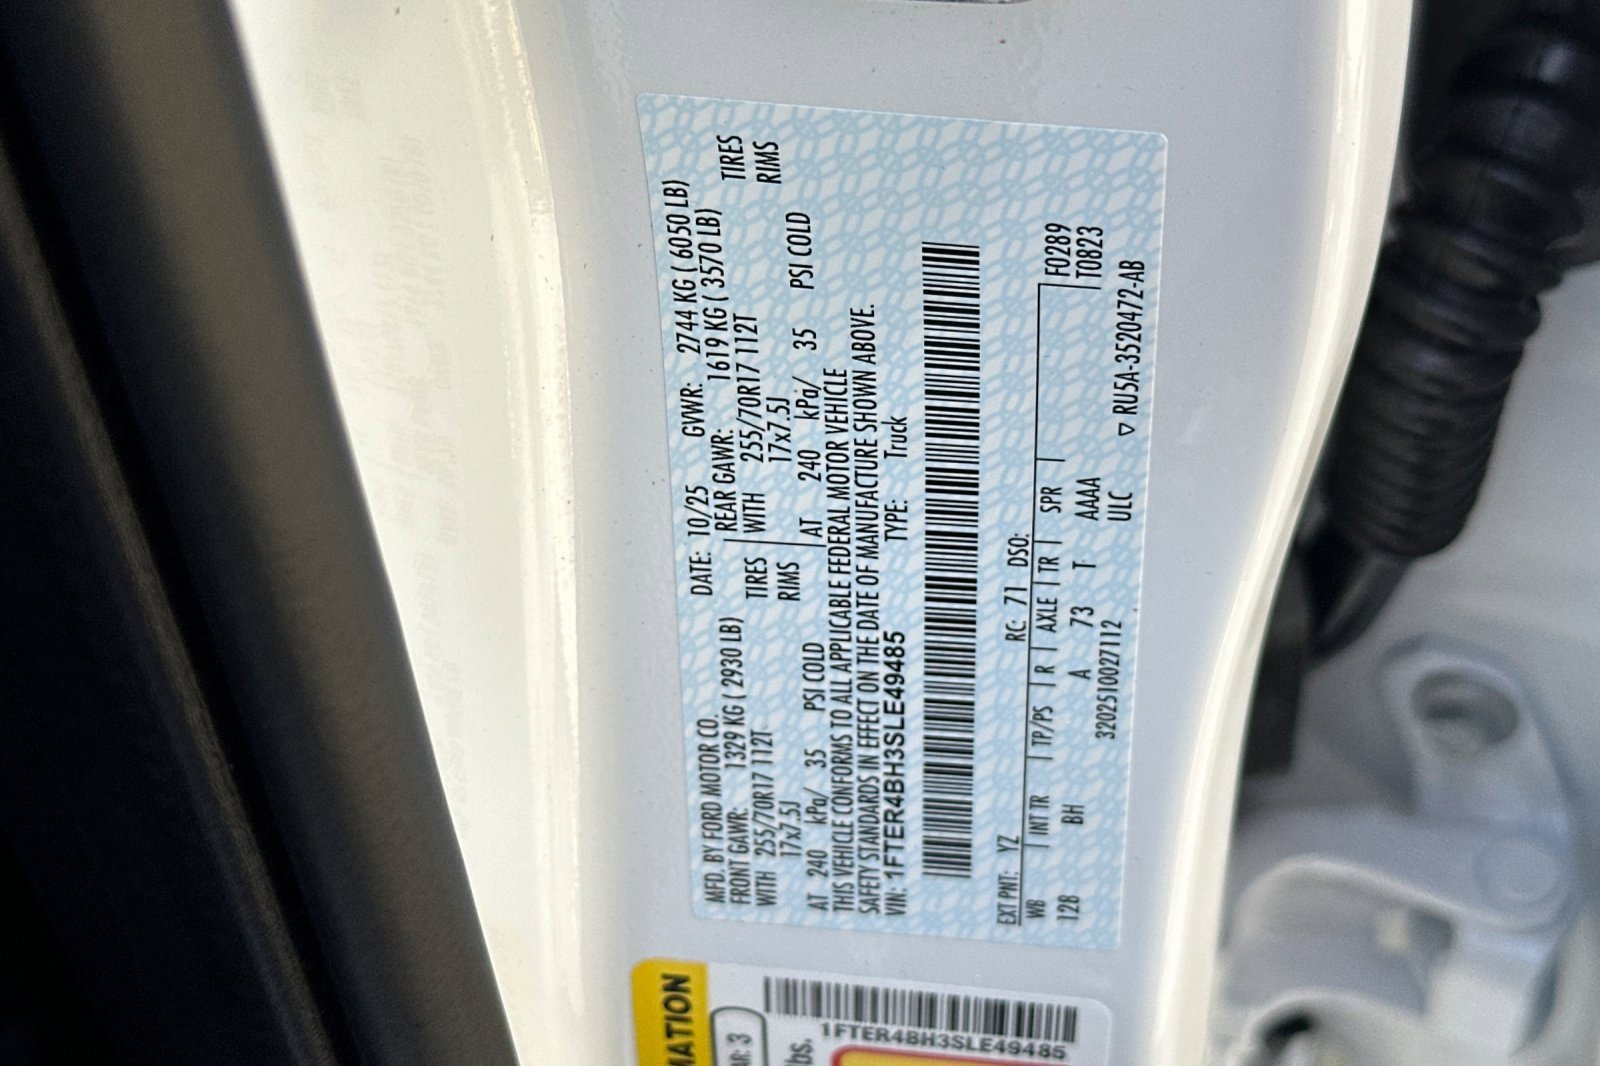 MFD. BY FORD MOTOR CO.
DATE: 10/25 GVWR: 2744 KG ( 6050 LB)
FRONT GAWR: 1329 KG ( 2930 LB)
REAR GAWR: 1619 KG ( 3570 LB)
WITH 255/70R17 112T TIRES
WITH 255/70R17 112T TIRES
17x7.5J RIMS
17x7.5J RIMS
AT 240 kPa/ 35 PSI COLD
AT 240 kPa/ 35 PSI COLD
THIS VEHICLE CONFORMS TO ALL APPLICABLE FEDERAL MOTOR VEHICLE
SAFETY STANDARDS IN EFFECT ON THE DATE OF MANUFACTURE SHOWN ABOVE.
VIN: 1FTER4BH3SLE49485 TYPE: Truck
EXT PNT: YZ RC: 71 DSO:
WB INT TR TP/PS R AXLE TR SPR F0289
12B BH A 73 T AAAA T0823
3202510027112 ULC ▽ RU5A-3520472-AB
MATION
AR: 3
lbs.
1FTER4BH3SLE49485